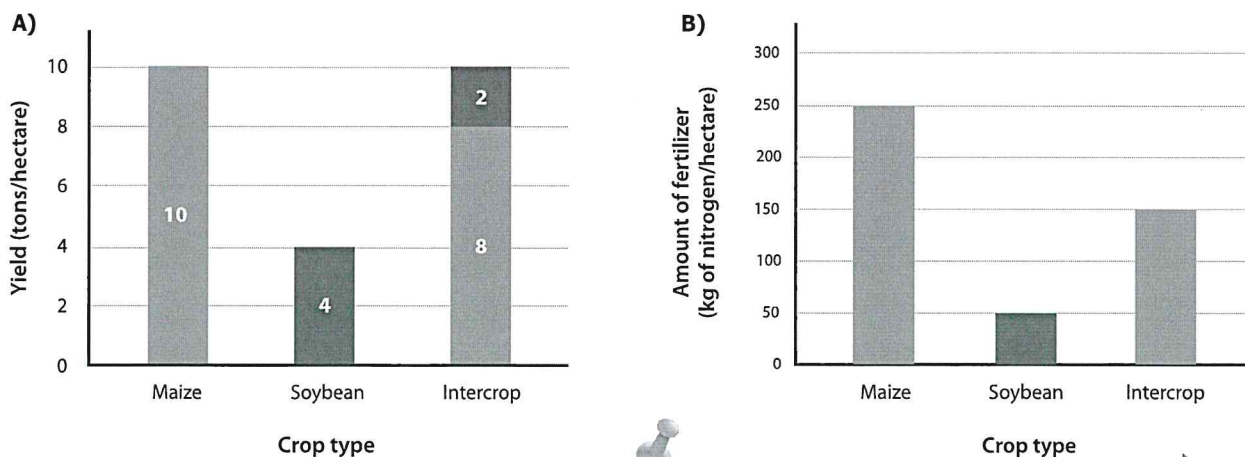 A)
Yield (tons/hectare)
10
8
6
4
2
0
10
4
2
8
Maize
Soybean
Intercrop
Crop type
B)
Amount of fertilizer
(kg of nitrogen/hectare)
300
250
200
150
100
50
0
Maize
Soybean
Intercrop
Crop type